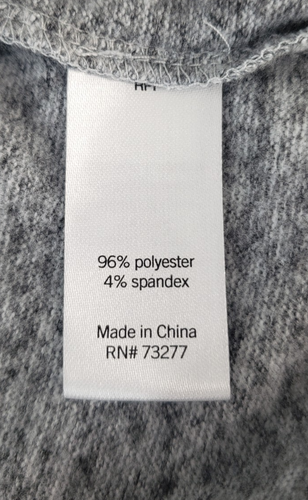 96% polyester
4% spandex
Made in China
RN# 73277